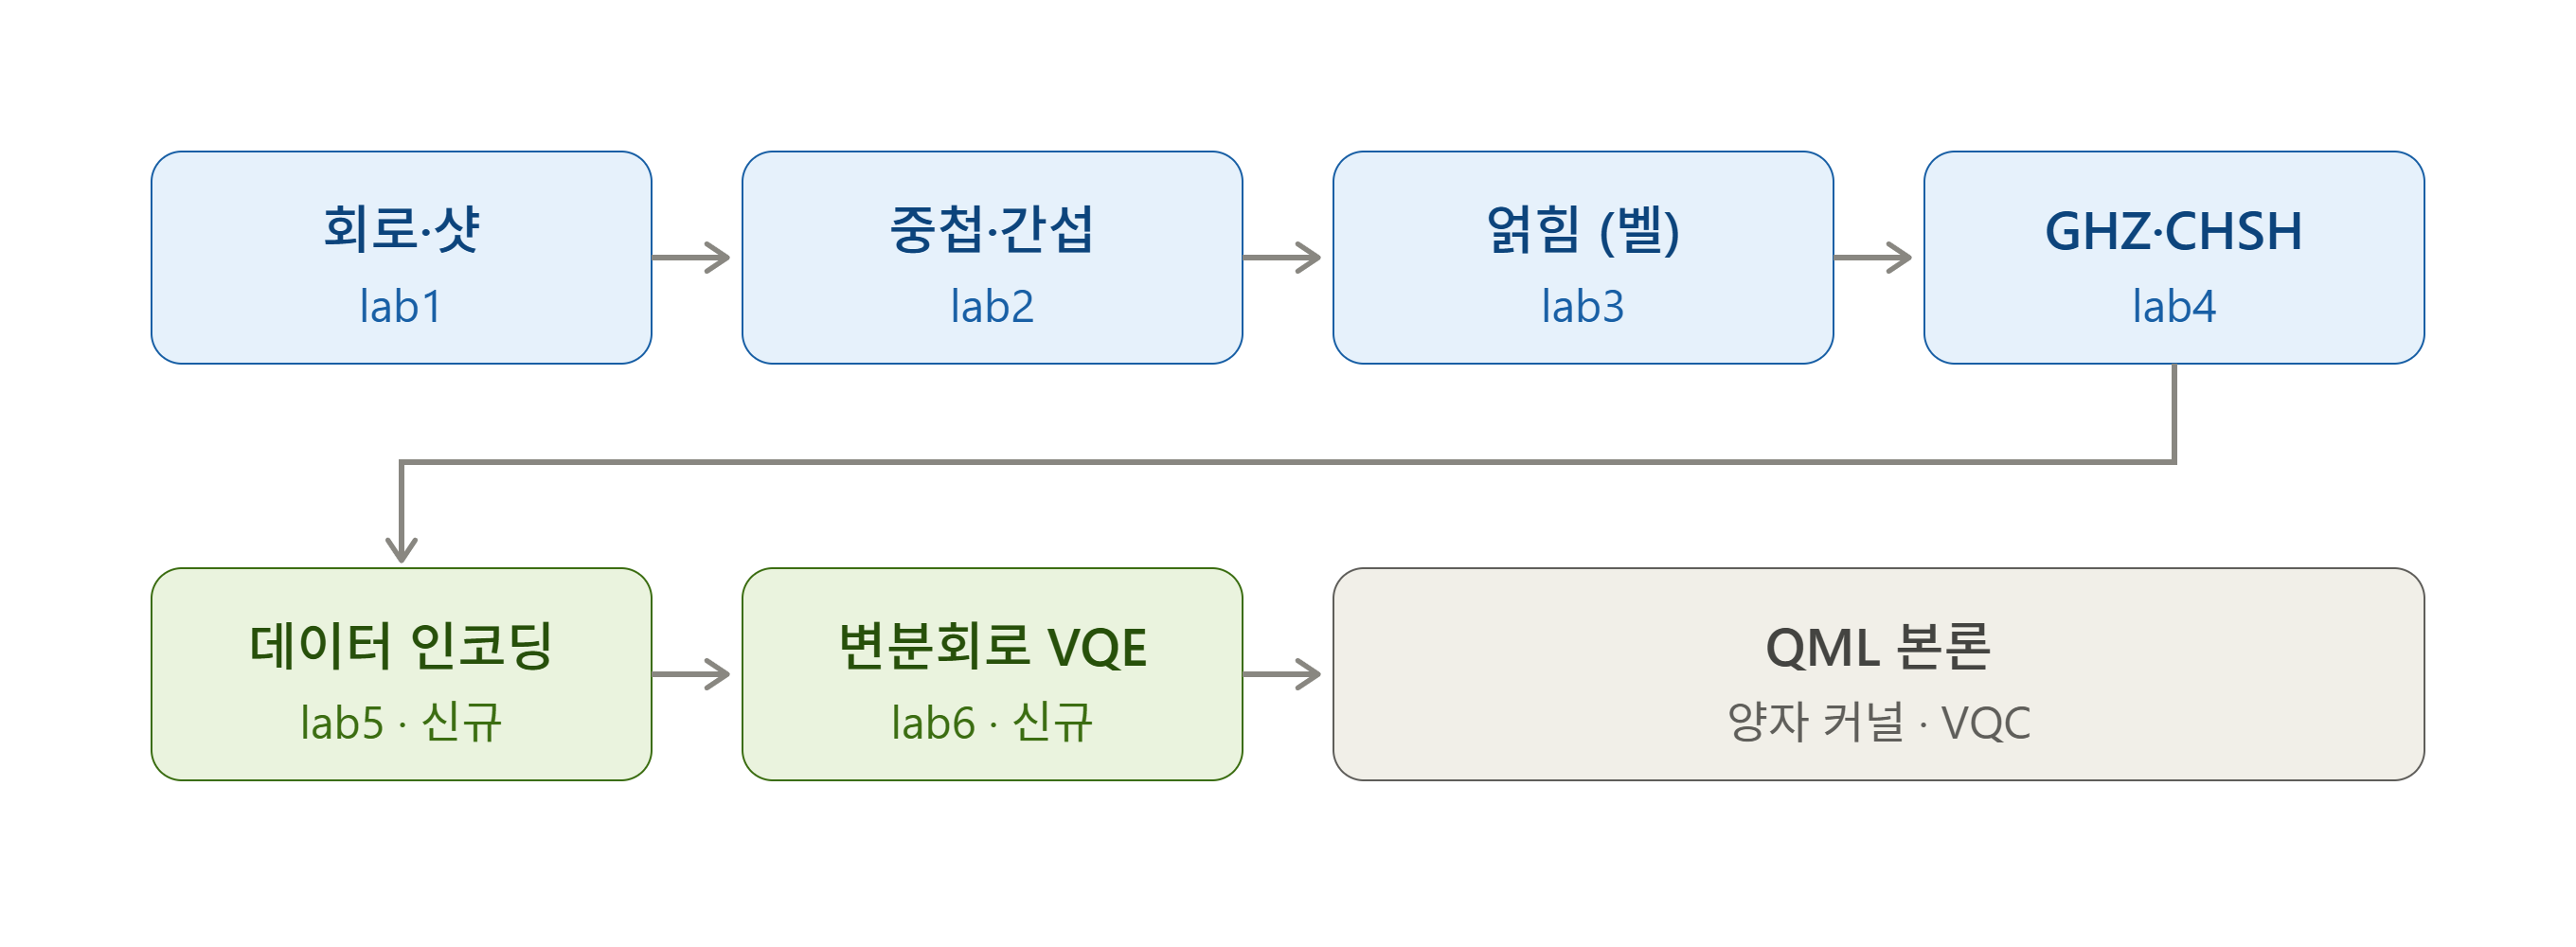 회로·샷
lab1
중첩·간섭
lab2
얽힘 (벨)
lab3
GHZ·CHSH
lab4
데이터 인코딩
lab5 · 신규
변분회로 VQE
lab6 · 신규
QML 본론
양자 커널 · VQC